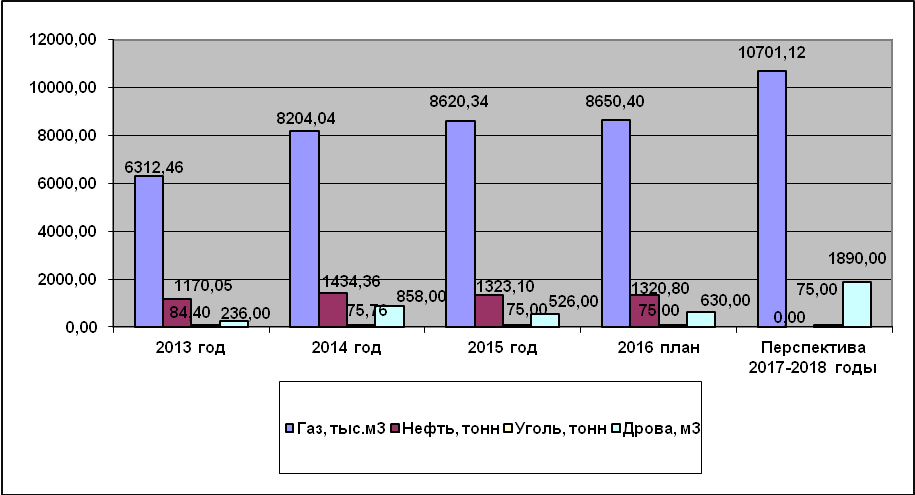 12000,00
10000,00
8000,00
6000,00
4000,00
2000,00
0,00
6312,46
1170,05
84,40
236,00
8204,04
1434,36
75,76
858,00
8620,34
1323,10
75,00
526,00
8650,40
1320,80
75,00
630,00
10701,12
0,00
75,00
1890,00
2013 год
2014 год
2015 год
2016 план
Перспектива
2017-2018 годы
Газ, тыс.м3
Нефть, тонн
Уголь, тонн
Дрова, м3